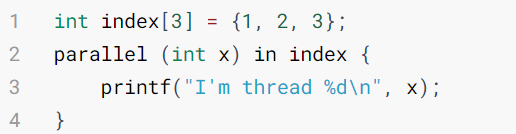 1 int index[3] = {1, 2, 3};
2 parallel (int x) in index {
3     printf("I'm thread %d\n", x);
4 }